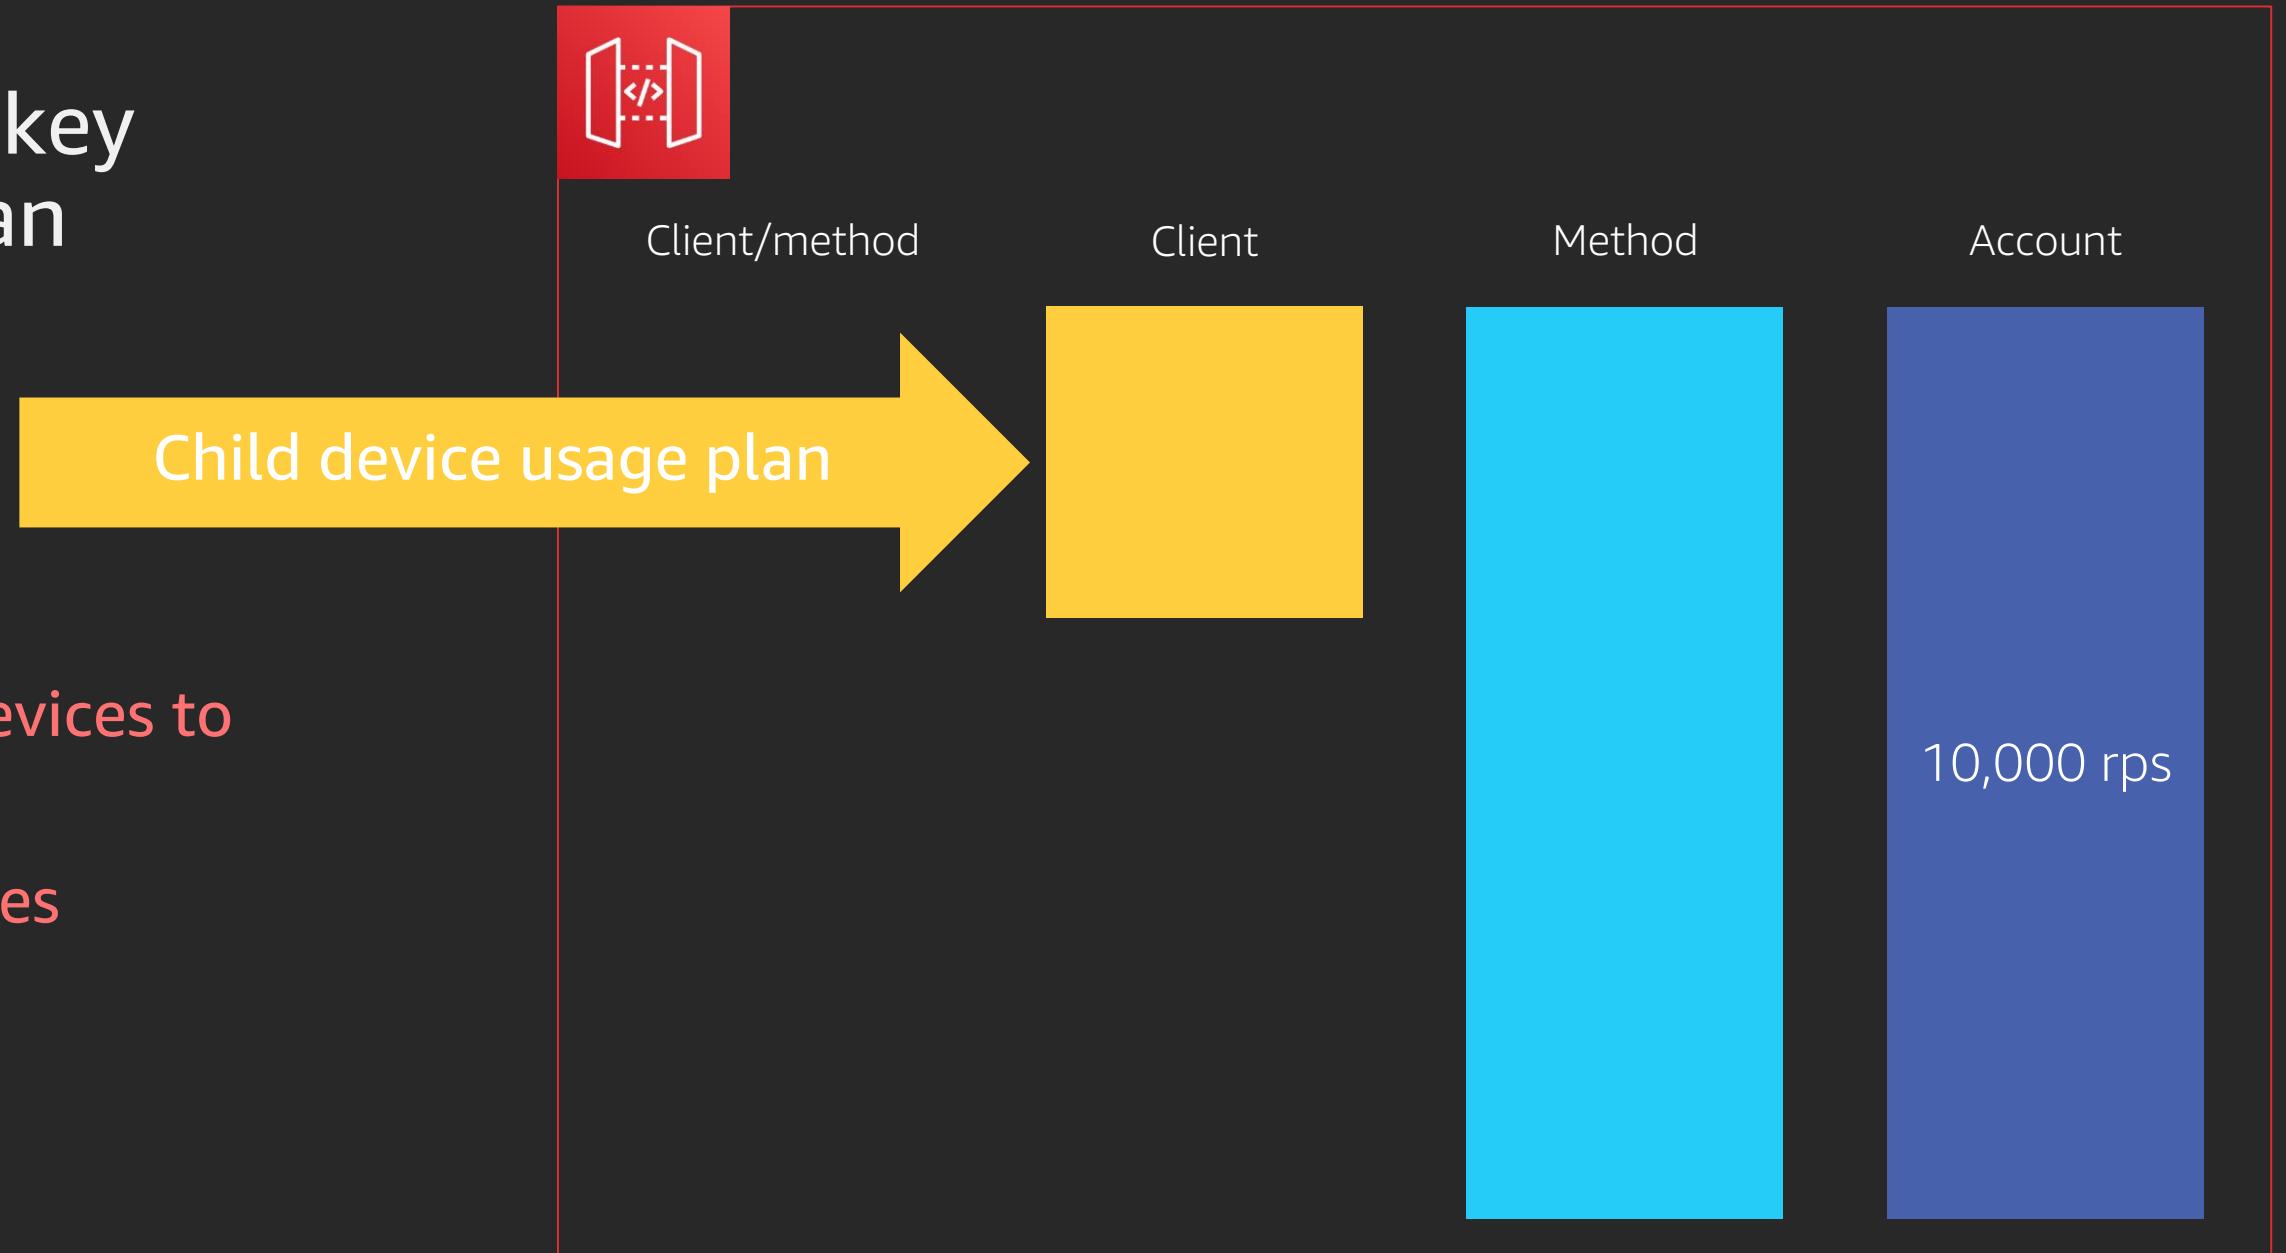 key
an
Client/method
Client
Method
Account
Child device usage plan
10,000 rps
evices to
es